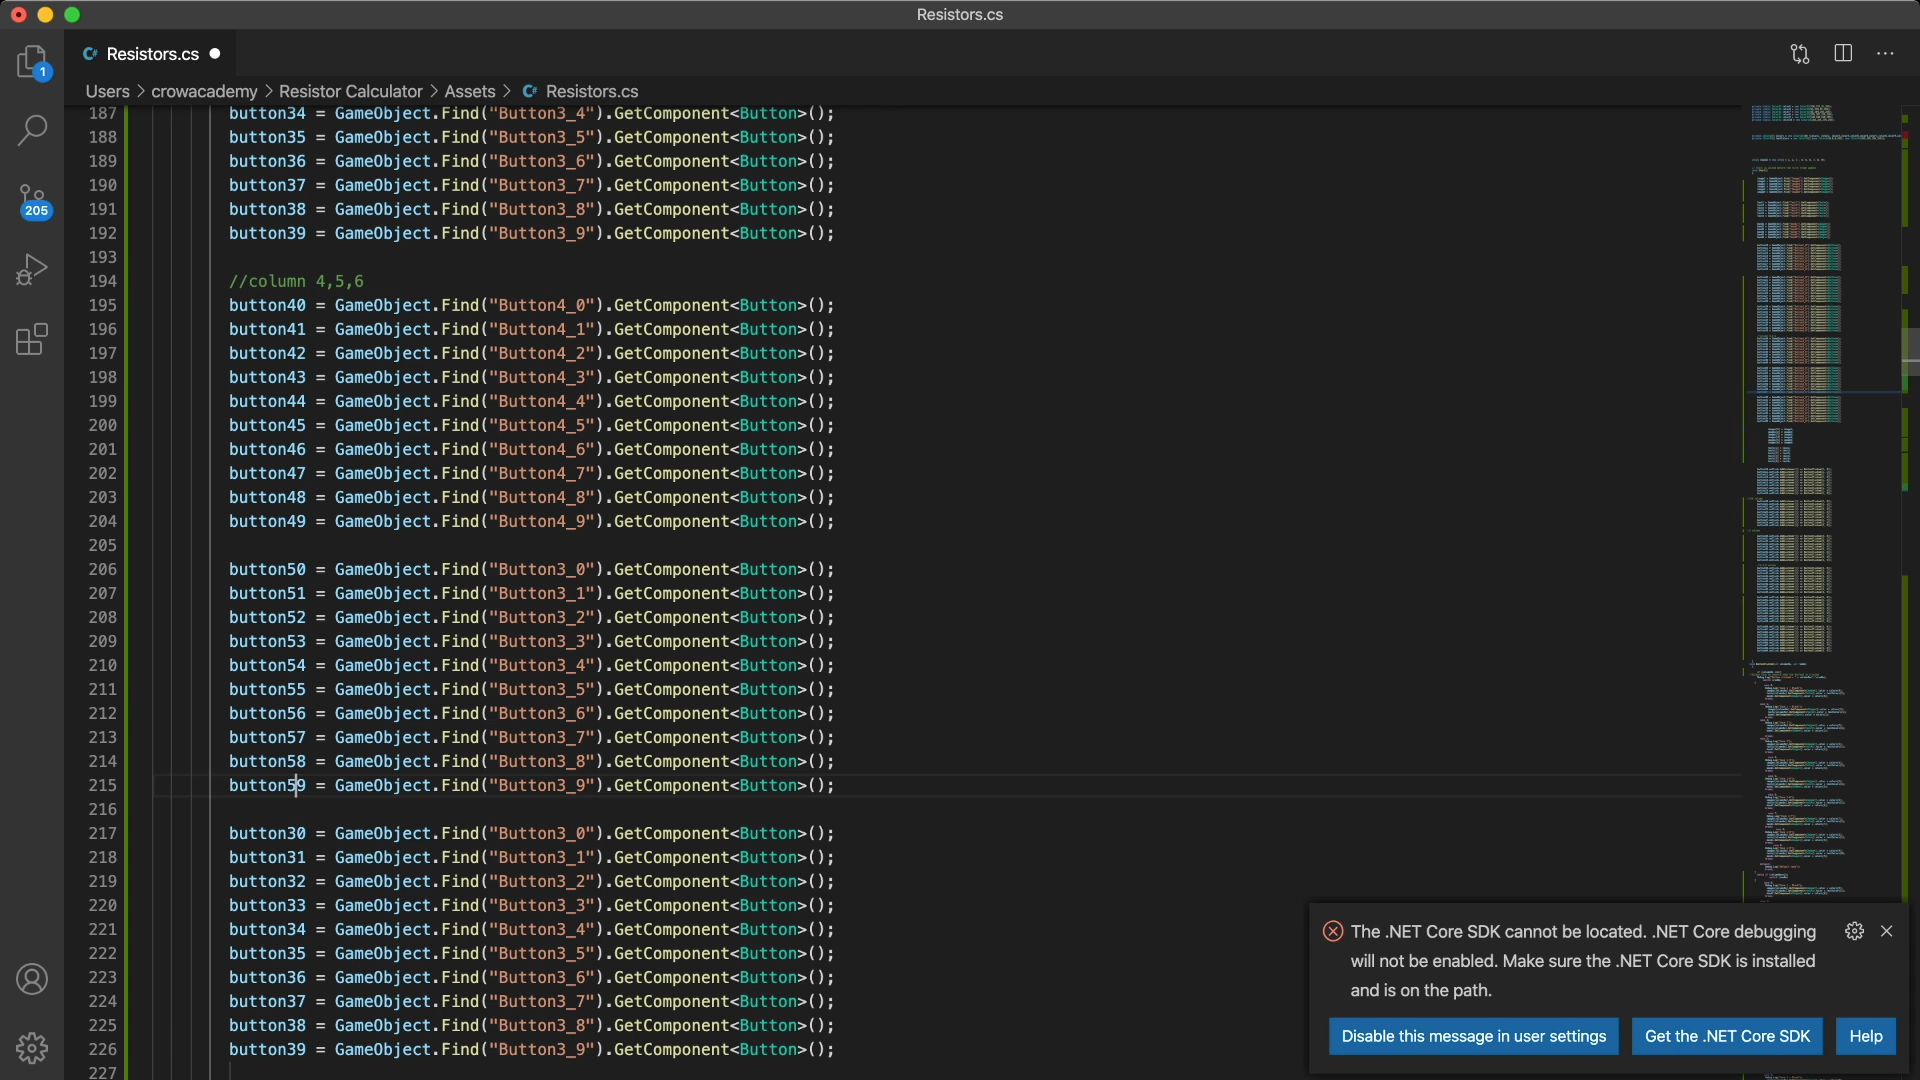 Resistors.cs
Resistors.cs
Users > crowacademy > Resistor Calculator > Assets > Resistors.cs
1
205
187 button34 = GameObject.Find("Button3_4").GetComponent<Button>();
188 button35 = GameObject.Find("Button3_5").GetComponent<Button>();
189 button36 = GameObject.Find("Button3_6").GetComponent<Button>();
190 button37 = GameObject.Find("Button3_7").GetComponent<Button>();
191 button38 = GameObject.Find("Button3_8").GetComponent<Button>();
192 button39 = GameObject.Find("Button3_9").GetComponent<Button>();
193
194 //column 4,5,6
195 button40 = GameObject.Find("Button4_0").GetComponent<Button>();
196 button41 = GameObject.Find("Button4_1").GetComponent<Button>();
197 button42 = GameObject.Find("Button4_2").GetComponent<Button>();
198 button43 = GameObject.Find("Button4_3").GetComponent<Button>();
199 button44 = GameObject.Find("Button4_4").GetComponent<Button>();
200 button45 = GameObject.Find("Button4_5").GetComponent<Button>();
201 button46 = GameObject.Find("Button4_6").GetComponent<Button>();
202 button47 = GameObject.Find("Button4_7").GetComponent<Button>();
203 button48 = GameObject.Find("Button4_8").GetComponent<Button>();
204 button49 = GameObject.Find("Button4_9").GetComponent<Button>();
205
206 button50 = GameObject.Find("Button3_0").GetComponent<Button>();
207 button51 = GameObject.Find("Button3_1").GetComponent<Button>();
208 button52 = GameObject.Find("Button3_2").GetComponent<Button>();
209 button53 = GameObject.Find("Button3_3").GetComponent<Button>();
210 button54 = GameObject.Find("Button3_4").GetComponent<Button>();
211 button55 = GameObject.Find("Button3_5").GetComponent<Button>();
212 button56 = GameObject.Find("Button3_6").GetComponent<Button>();
213 button57 = GameObject.Find("Button3_7").GetComponent<Button>();
214 button58 = GameObject.Find("Button3_8").GetComponent<Button>();
215 button59 = GameObject.Find("Button3_9").GetComponent<Button>();
216
217 button30 = GameObject.Find("Button3_0").GetComponent<Button>();
218 button31 = GameObject.Find("Button3_1").GetComponent<Button>();
219 button32 = GameObject.Find("Button3_2").GetComponent<Button>();
220 button33 = GameObject.Find("Button3_3").GetComponent<Button>();
221 button34 = GameObject.Find("Button3_4").GetComponent<Button>();
222 button35 = GameObject.Find("Button3_5").GetComponent<Button>();
223 button36 = GameObject.Find("Button3_6").GetComponent<Button>();
224 button37 = GameObject.Find("Button3_7").GetComponent<Button>();
225 button38 = GameObject.Find("Button3_8").GetComponent<Button>();
226 button39 = GameObject.Find("Button3_9").GetComponent<Button>();
227
The .NET Core SDK cannot be located. .NET Core debugging
will not be enabled. Make sure the .NET Core SDK is installed
and is on the path.
Disable this message in user settings
Get the .NET Core SDK
Help